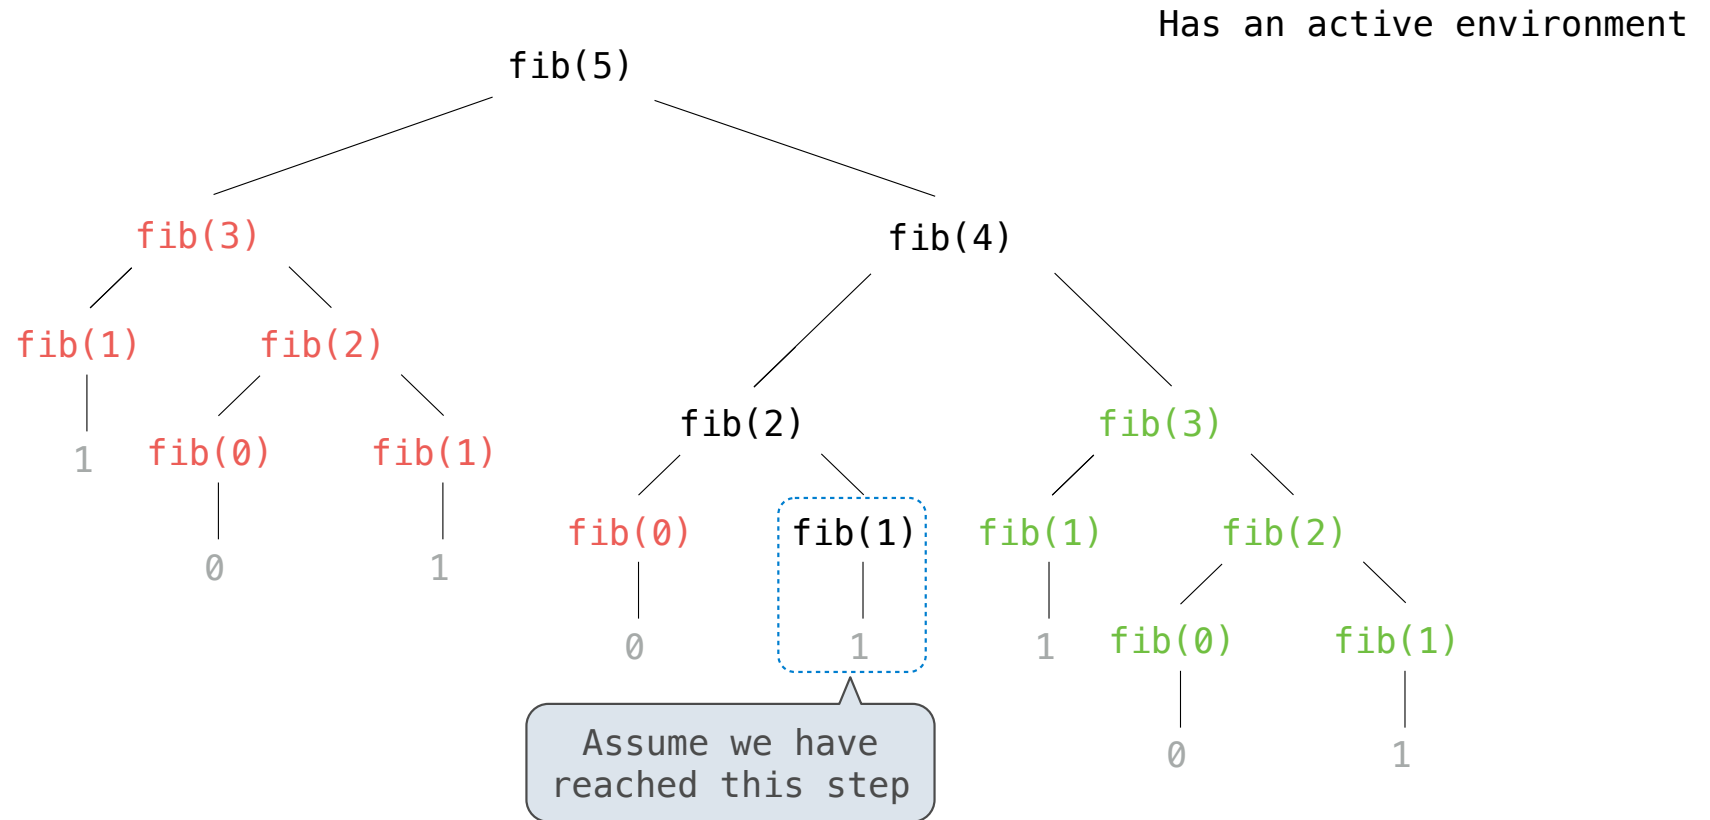 Has an active environment
fib(5)
fib(3)
fib(4)
fib(1)
fib(2)
fib(2)
fib(3)
1
fib(0)
fib(1)
fib(0)
fib(1)
fib(1)
fib(2)
0
1
0
1
1
fib(0)
fib(1)
0
1
Assume we have
reached this step